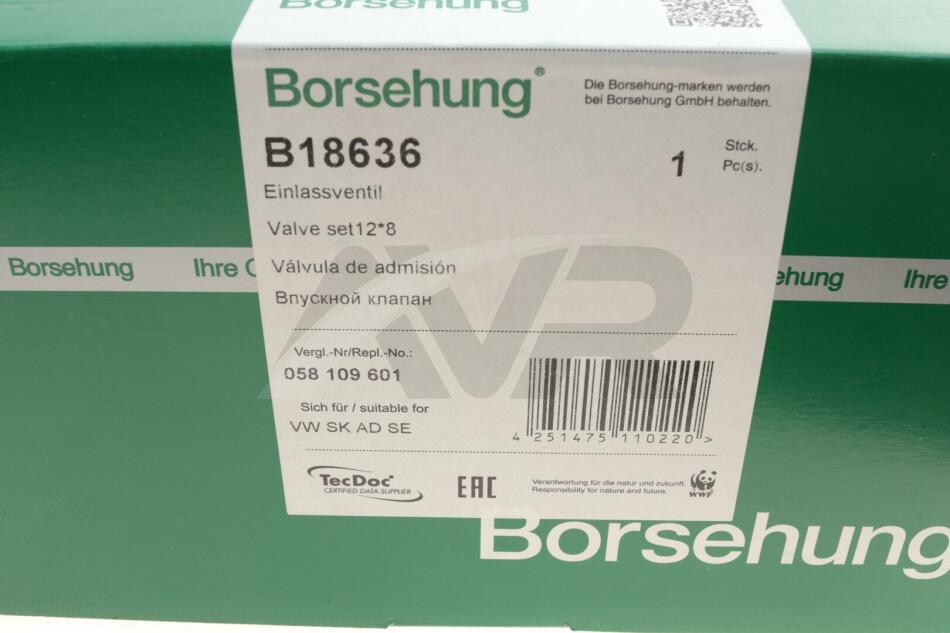 Borsehung
Borsehung®
Die Borsehung-marken werden
bei Borsehung GmbH behalten.
B18636
1
Stck.
Pc(s).
Einlassventil
Valve set12*8
Válvula de admisión
Впускной клапан
Borsehung
Ihre
Borsehung
Ihre
AVR
Vergl.-Nr/Repl.-No.:
058 109 601
Sich für / suitable for
VW SK AD SE
4 251475 110220 >
TecDoc®
CERTIFIED DATA SUPPLIER
EAC
Verantwortung für die natur und zukunft.
Responsibility for nature and future.
WWF
Borsehung